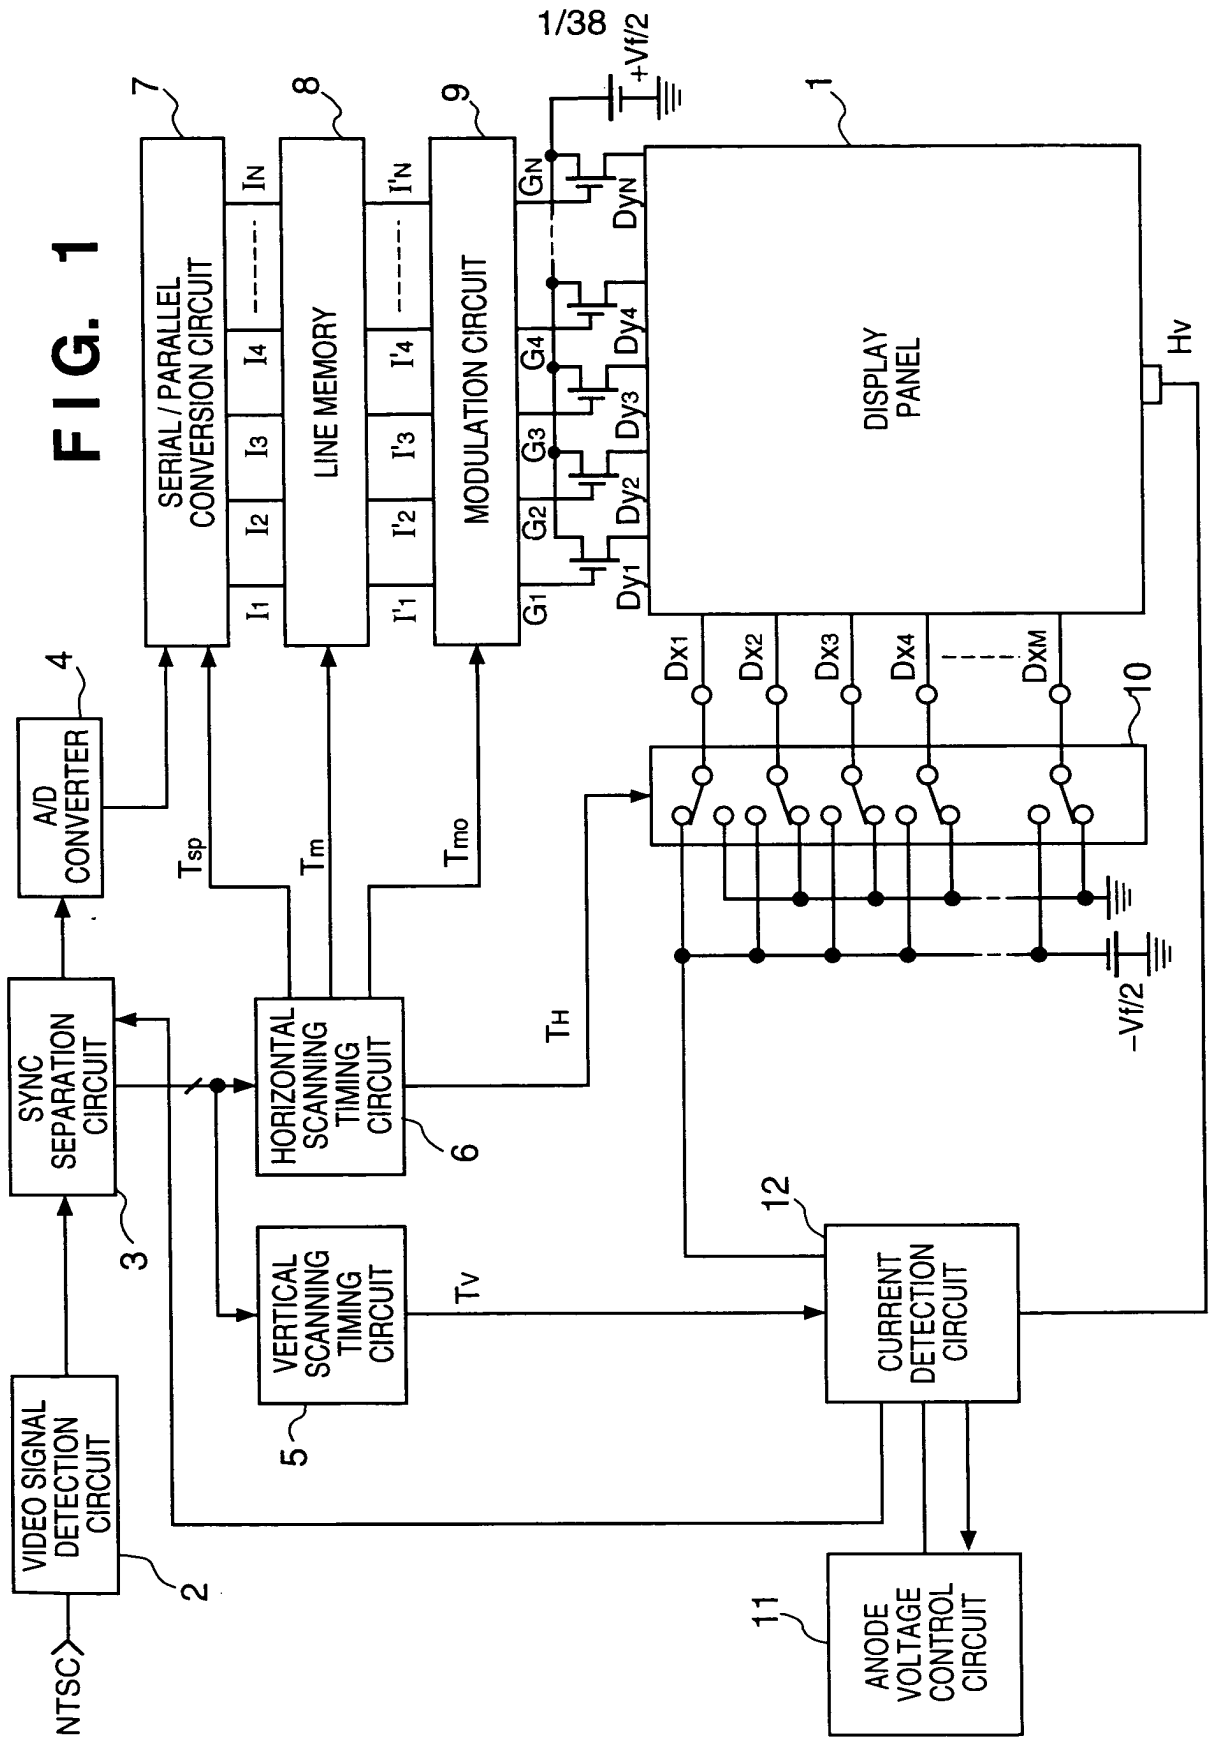 1/38
FIG. 1
NTSC
VIDEO SIGNAL
DETECTION
CIRCUIT
2
SYNC
SEPARATION
CIRCUIT
3
A/D
CONVERTER
4
VERTICAL
SCANNING
TIMING
CIRCUIT
5
HORIZONTAL
SCANNING
TIMING
CIRCUIT
6
Tsp
Tm
Tmo
TH
TV
SERIAL / PARALLEL
CONVERSION CIRCUIT
7
I1 I2 I3 I4 IN
LINE MEMORY
8
I'1 I'2 I'3 I'4 I'N
MODULATION CIRCUIT
9
G1 G2 G3 G4 GN
+Vf/2
Dy1 Dy2 Dy3 Dy4 DyN
DISPLAY
PANEL
1
Dx1
Dx2
Dx3
Dx4
DxM
10
-Vf/2
Hv
CURRENT
DETECTION
CIRCUIT
12
ANODE
VOLTAGE
CONTROL
CIRCUIT
11